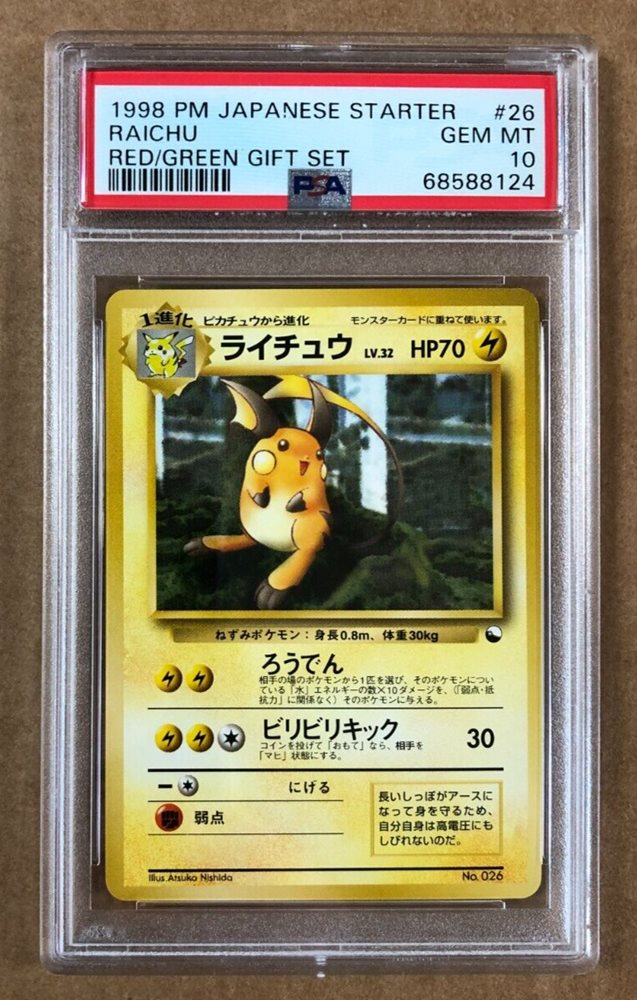 1998 PM JAPANESE STARTER #26
RAICHU GEM MT
RED/GREEN GIFT SET 10
PSA 68588124
1進化 ピカチュウから進化 モンスターカードに重ねて使います。
ライチュウ LV.32 HP70
ねずみポケモン：身長0.8m、体重30kg
ろうでん
相手の場のポケモンから1匹を選び、そのポケモンについ
ている「水」エネルギーの数×10ダメージを、(「弱点・抵
抗力」に関係なく) そのポケモンに与える。
ビリビリキック 30
コインを投げて「おもて」なら、相手を
「マヒ」状態にする。
にげる
弱点
長いしっぽがアースに
なって身を守るため、
自分自身は高電圧にも
しびれないのだ。
Illus.Atsuko Nishida No.026